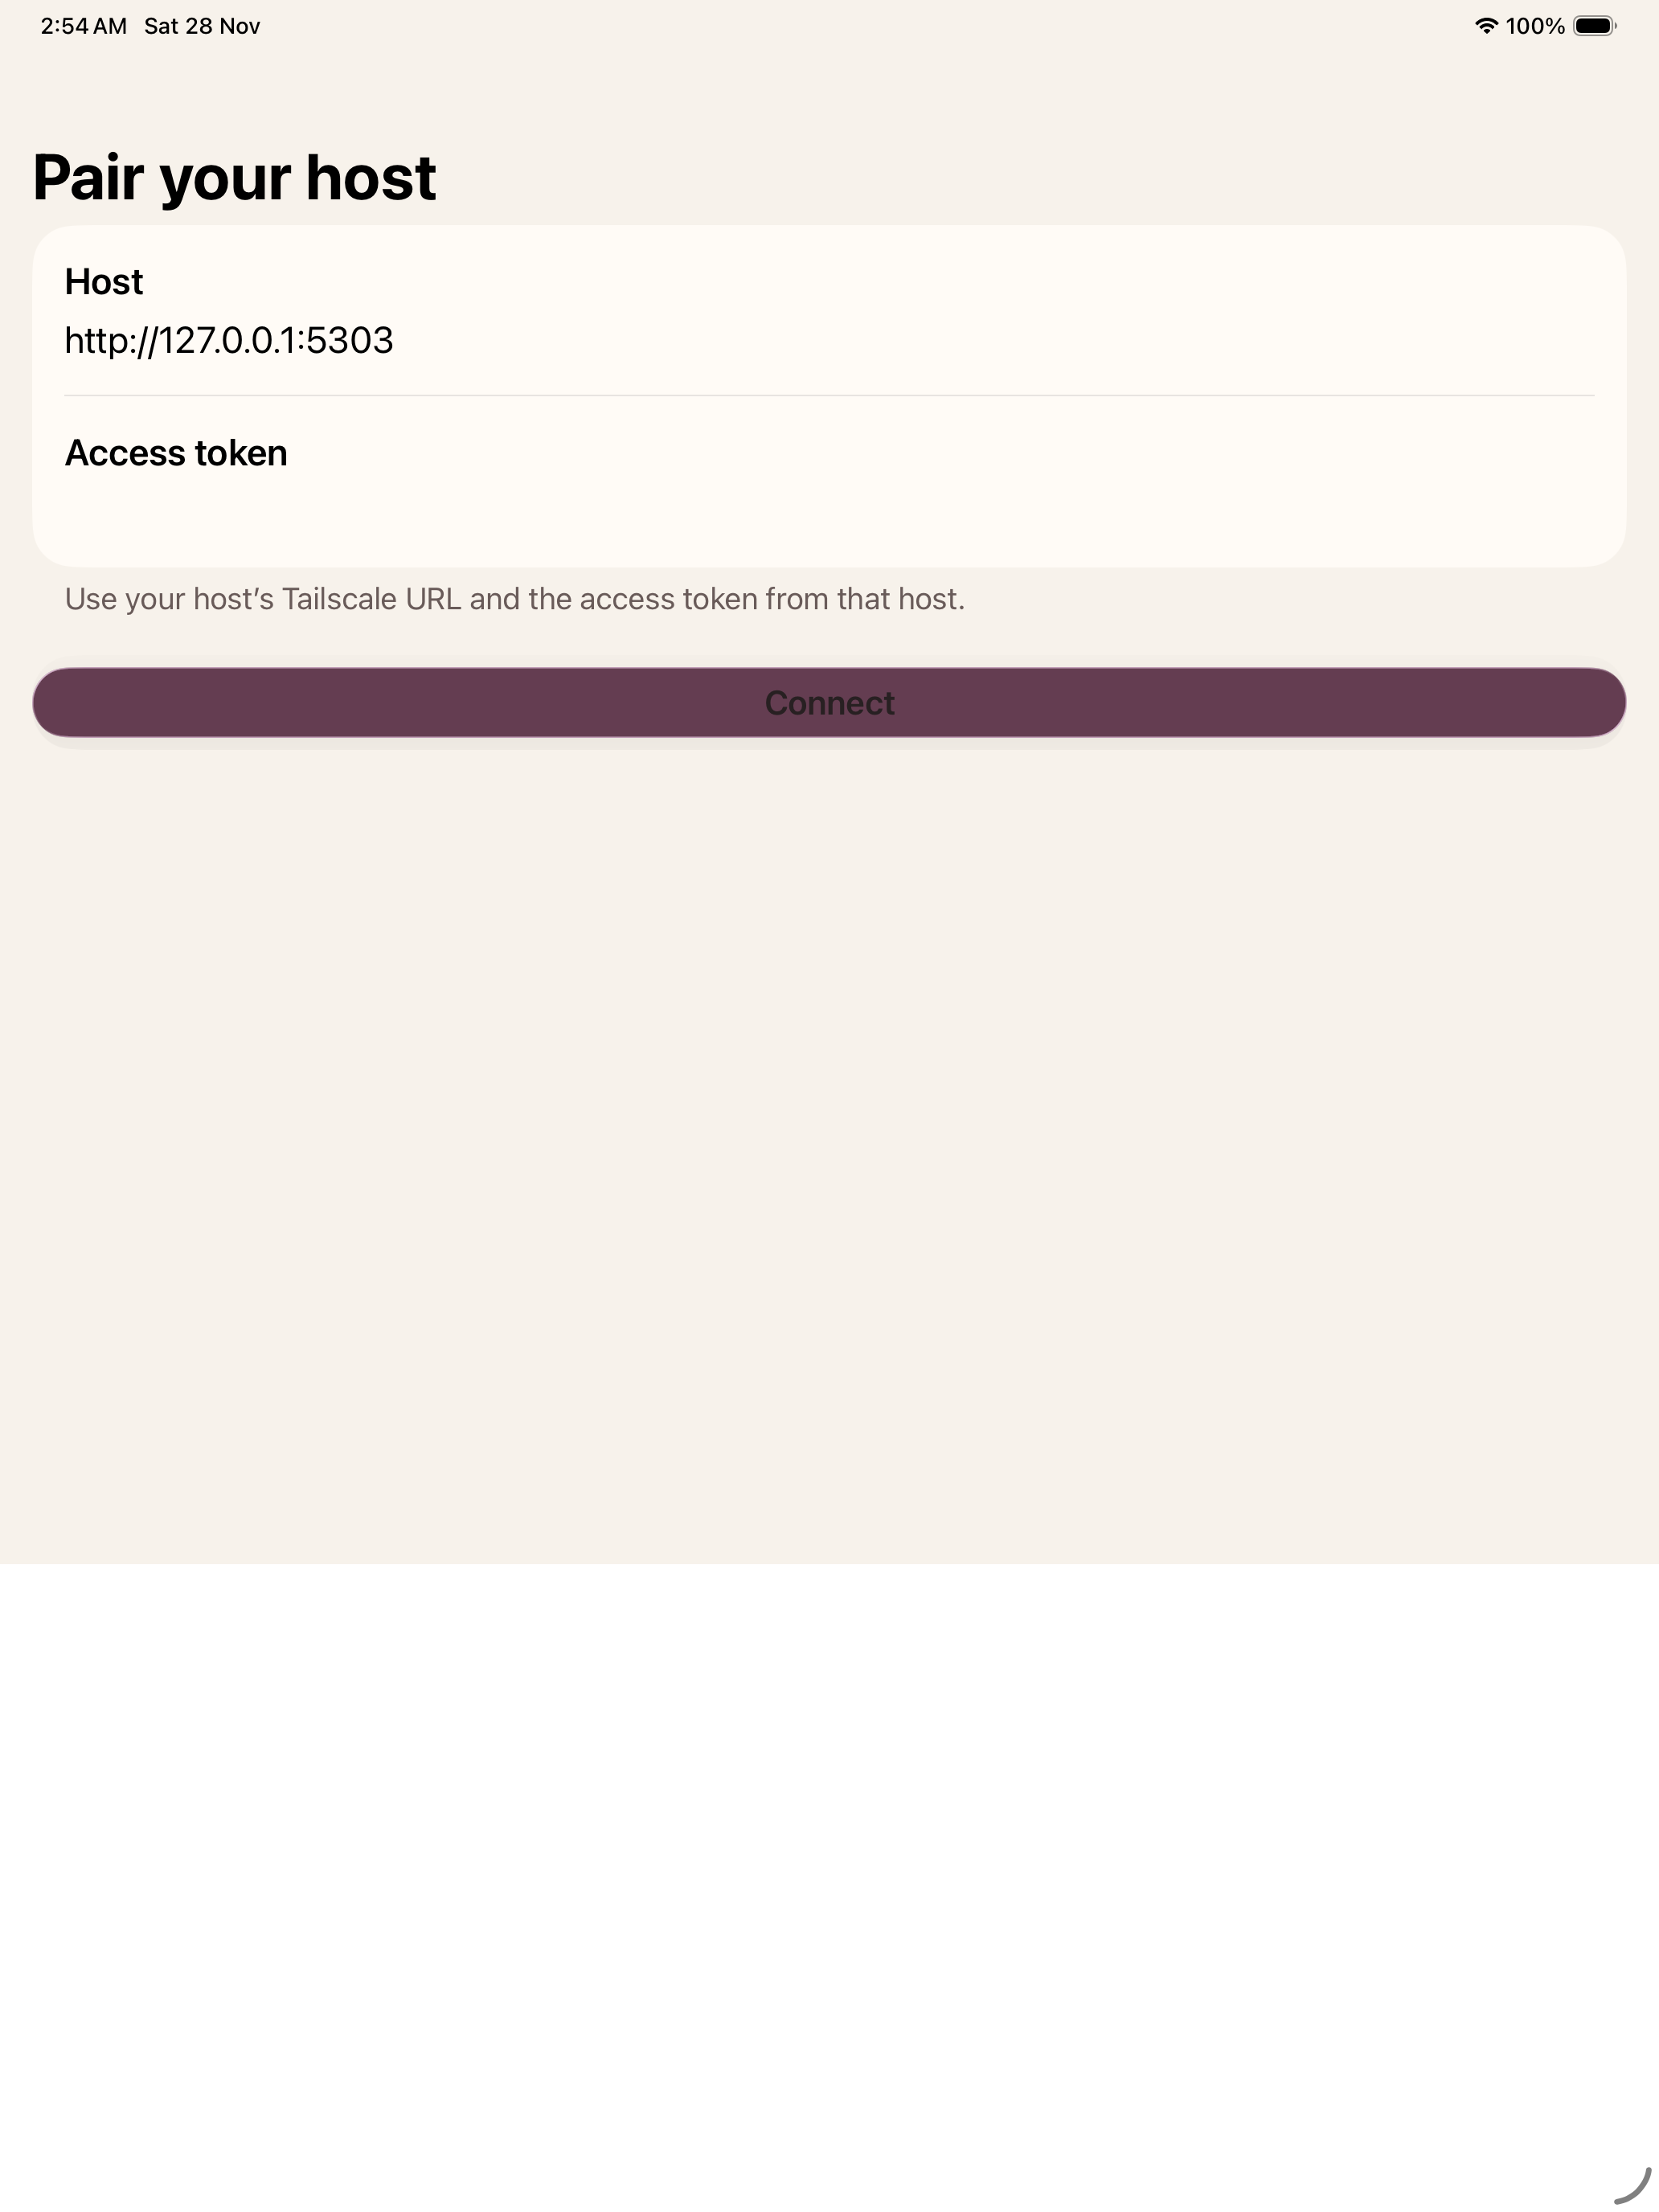 2:54 AM Sat 28 Nov 100%
Pair your host
Host
http://127.0.0.1:5303
Access token
Use your host’s Tailscale URL and the access token from that host.
Connect